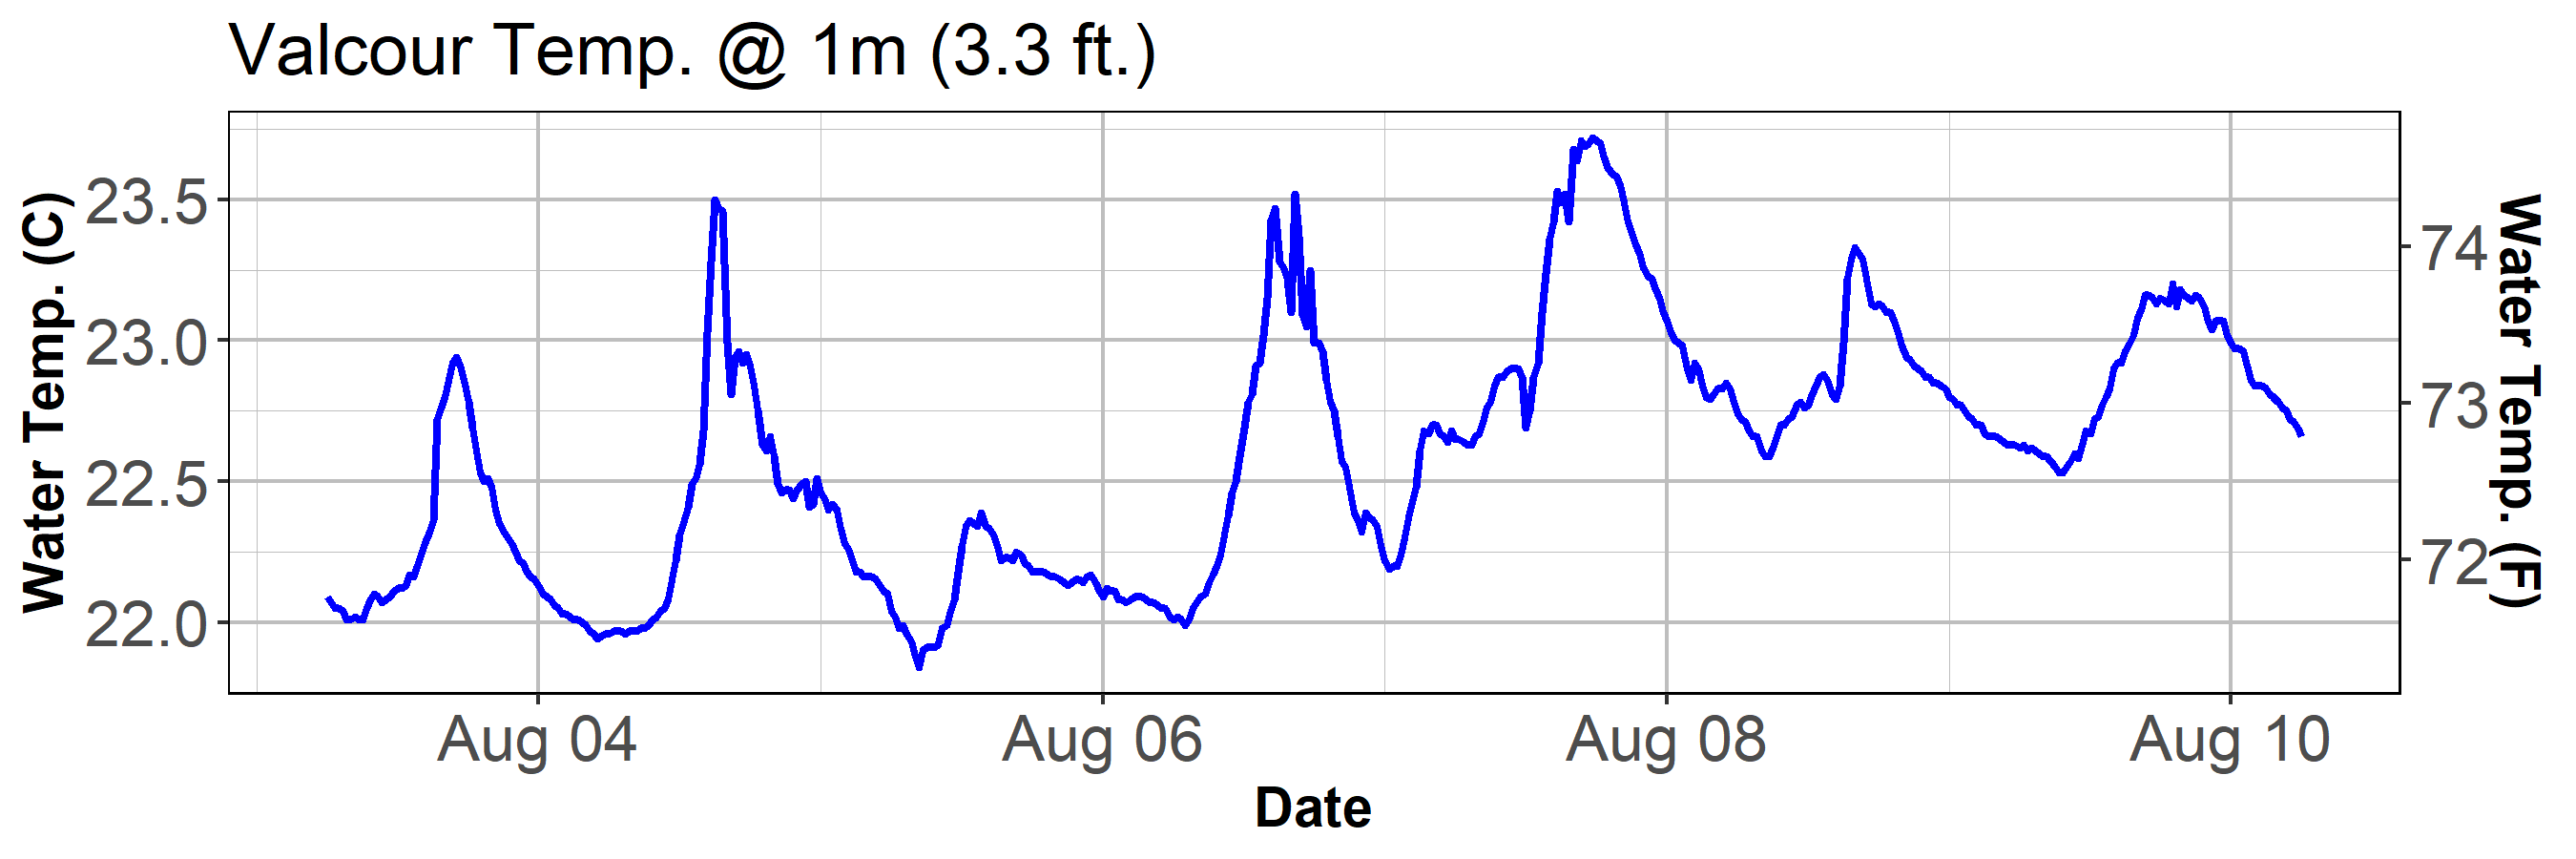 Valcour Temp. @ 1m (3.3 ft.)
Water Temp. (C)
23.5
23.0
22.5
22.0
74
73
72
Water Temp. (F)
Aug 04
Aug 06
Aug 08
Aug 10
Date